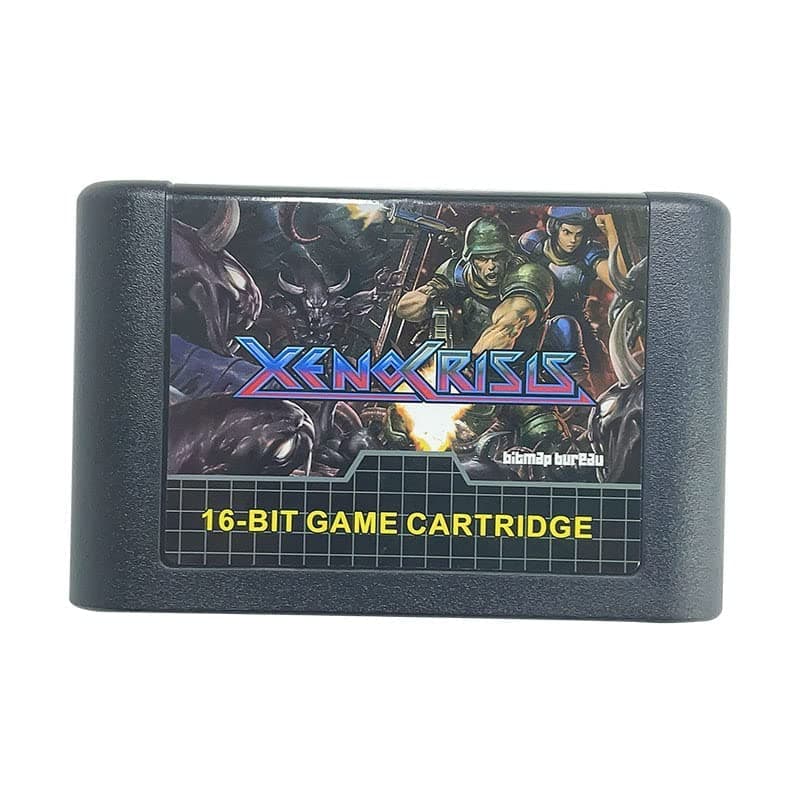 XENOCRISIS
bitmap bureau
16-BIT GAME CARTRIDGE